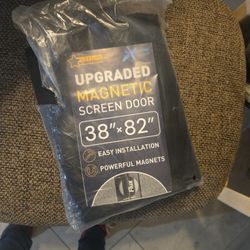 UPGRADED
MAGNETIC
SCREEN DOOR
38"×82"
EASY INSTALLATION
POWERFUL MAGNETS